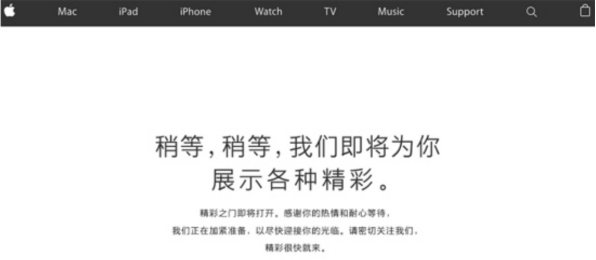 Mac iPad iPhone Watch TV Music Support
稍等，稍等，我们即将为你
展示各种精彩。
精彩之门即将打开。感谢你的热情和耐心等待，
我们正在加紧准备，以尽快迎接你的光临。请密切关注我们，
精彩很快就来。